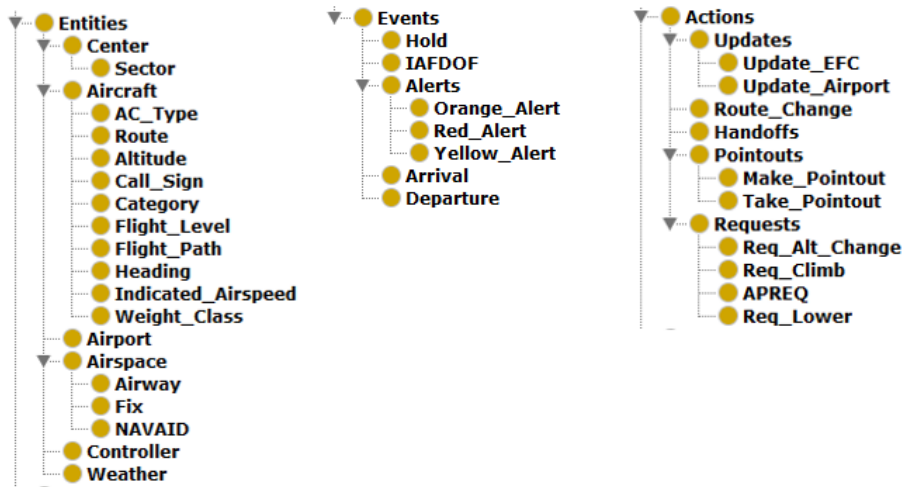 Entities
Center
Sector
Aircraft
AC_Type
Route
Altitude
Call_Sign
Category
Flight_Level
Flight_Path
Heading
Indicated_Airspeed
Weight_Class
Airport
Airspace
Airway
Fix
NAVAID
Controller
Weather
Events
Hold
IAFDOF
Alerts
Orange_Alert
Red_Alert
Yellow_Alert
Arrival
Departure
Actions
Updates
Update_EFC
Update_Airport
Route_Change
Handoffs
Pointouts
Make_Pointout
Take_Pointout
Requests
Req_Alt_Change
Req_Climb
APREQ
Req_Lower